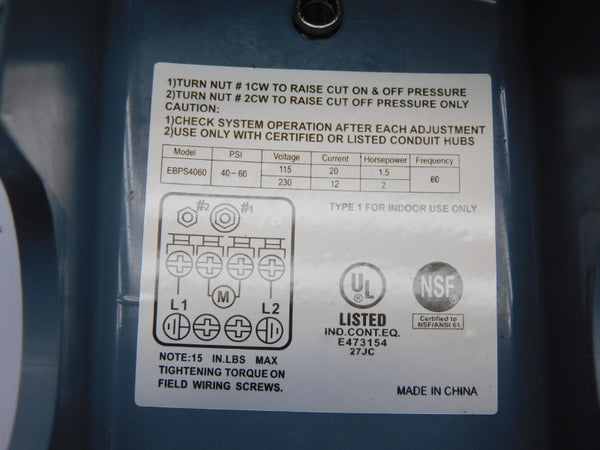 1)TURN NUT # 1CW TO RAISE CUT ON & OFF PRESSURE
2)TURN NUT # 2CW TO RAISE CUT OFF PRESSURE ONLY
CAUTION:
1)CHECK SYSTEM OPERATION AFTER EACH ADJUSTMENT
2)USE ONLY WITH CERTIFIED OR LISTED CONDUIT HUBS
Model PSI Voltage Current Horsepower Frequency
EBPS4060 40-60 115 20 1.5 60
230 12 2
TYPE 1 FOR INDOOR USE ONLY
#2 #1
L1 M L2
UL
LISTED
IND.CONT.EQ.
E473154
27JC
NSF
Certified to
NSF/ANSI 61
NOTE:15 IN.LBS MAX
TIGHTENING TORQUE ON
FIELD WIRING SCREWS.
MADE IN CHINA